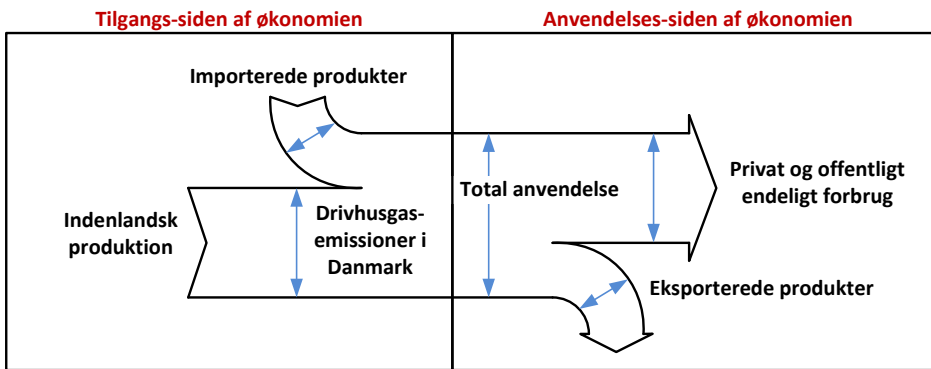 Tilgangs-siden af økonomien
Anvendelses-siden af økonomien
Importerede produkter
Indenlandsk
produktion
Drivhusgas-
emissioner i
Danmark
Total anvendelse
Privat og offentligt
endeligt forbrug
Eksporterede produkter